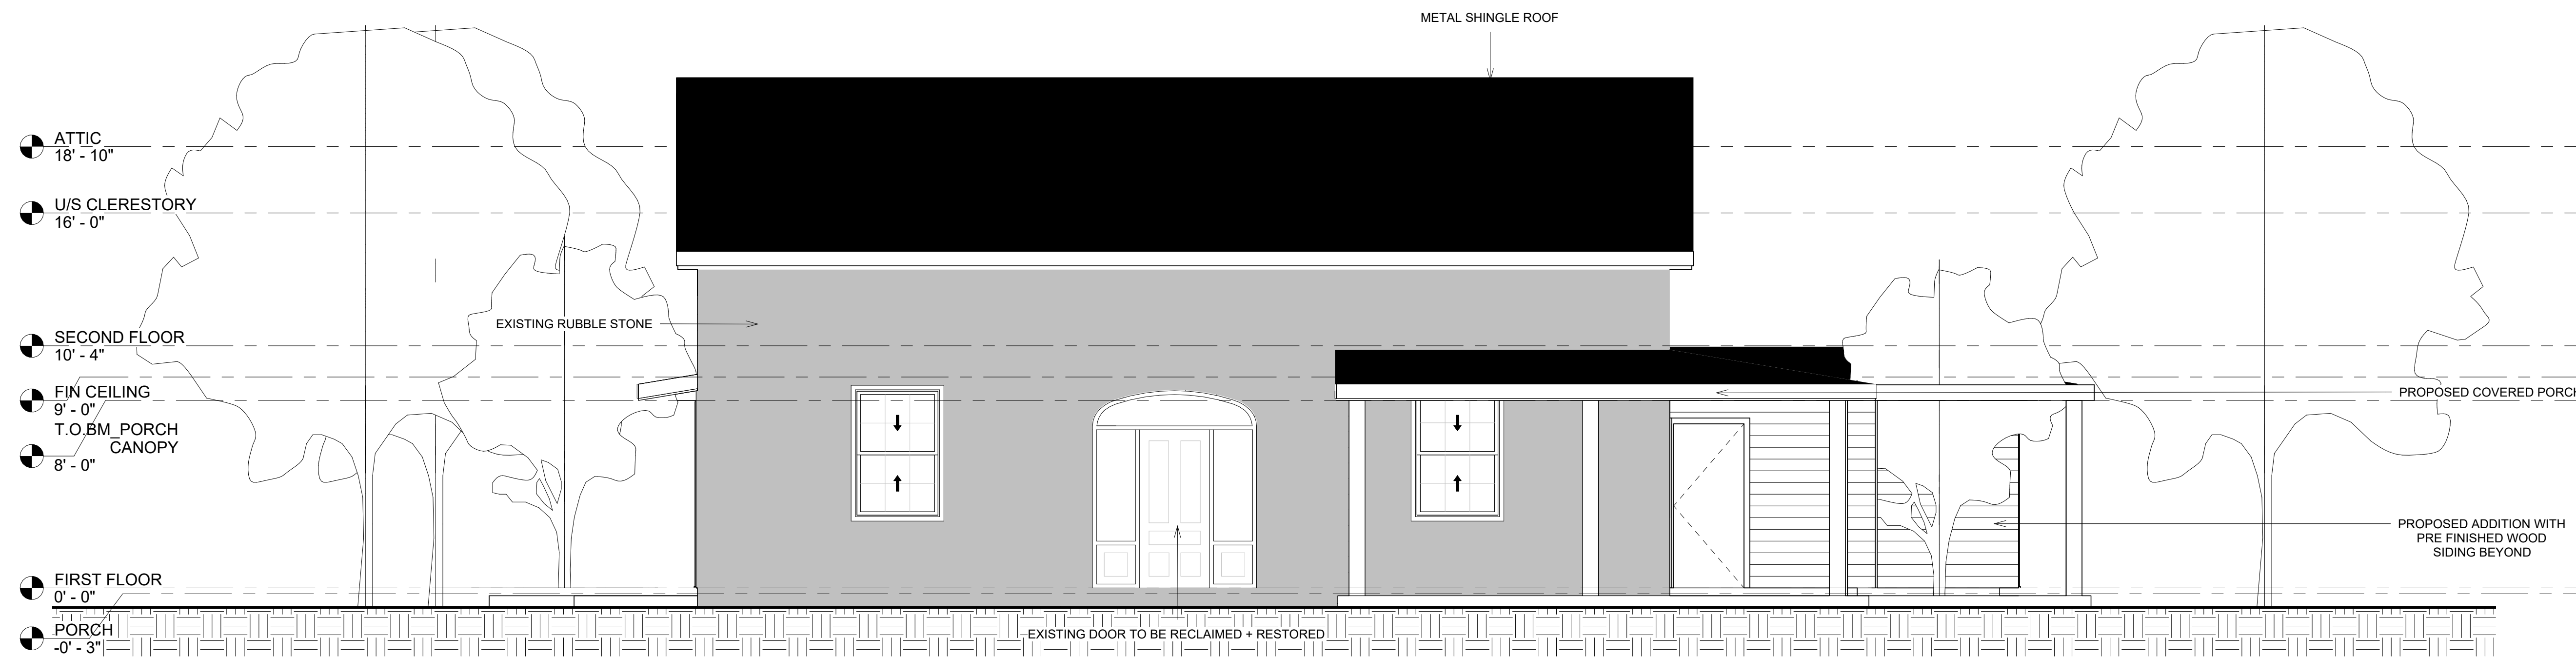 METAL SHINGLE ROOF
ATTIC
18' - 10"
U/S CLERESTORY
16' - 0"
EXISTING RUBBLE STONE
SECOND FLOOR
10' - 4"
FIN CEILING
9' - 0"
PROPOSED COVERED PORCH
T.O.BM_PORCH
CANOPY
8' - 0"
PROPOSED ADDITION WITH
PRE FINISHED WOOD
SIDING BEYOND
FIRST FLOOR
0' - 0"
EXISTING DOOR TO BE RECLAIMED + RESTORED
PORCH
-0' - 3"